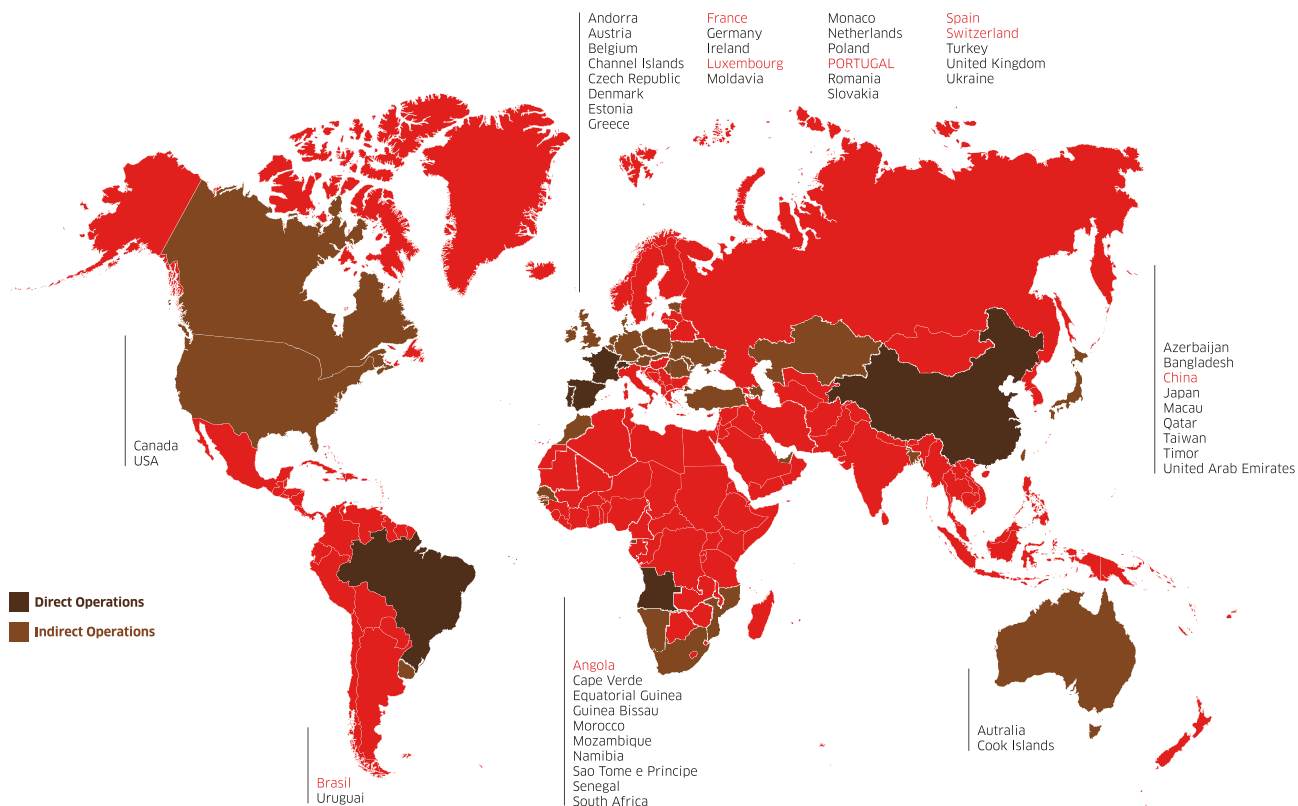 Andorra
Austria
Belgium
Channel Islands
Czech Republic
Denmark
Estonia
Greece
France
Germany
Ireland
Luxembourg
Moldavia
Monaco
Netherlands
Poland
PORTUGAL
Romania
Slovakia
Spain
Switzerland
Turkey
United Kingdom
Ukraine
Azerbaijan
Bangladesh
China
Japan
Macau
Qatar
Taiwan
Timor
United Arab Emirates
Canada
USA
Direct Operations
Indirect Operations
Angola
Cape Verde
Equatorial Guinea
Guinea Bissau
Morocco
Mozambique
Namibia
Sao Tome e Principe
Senegal
South Africa
Autralia
Cook Islands
Brasil
Uruguai